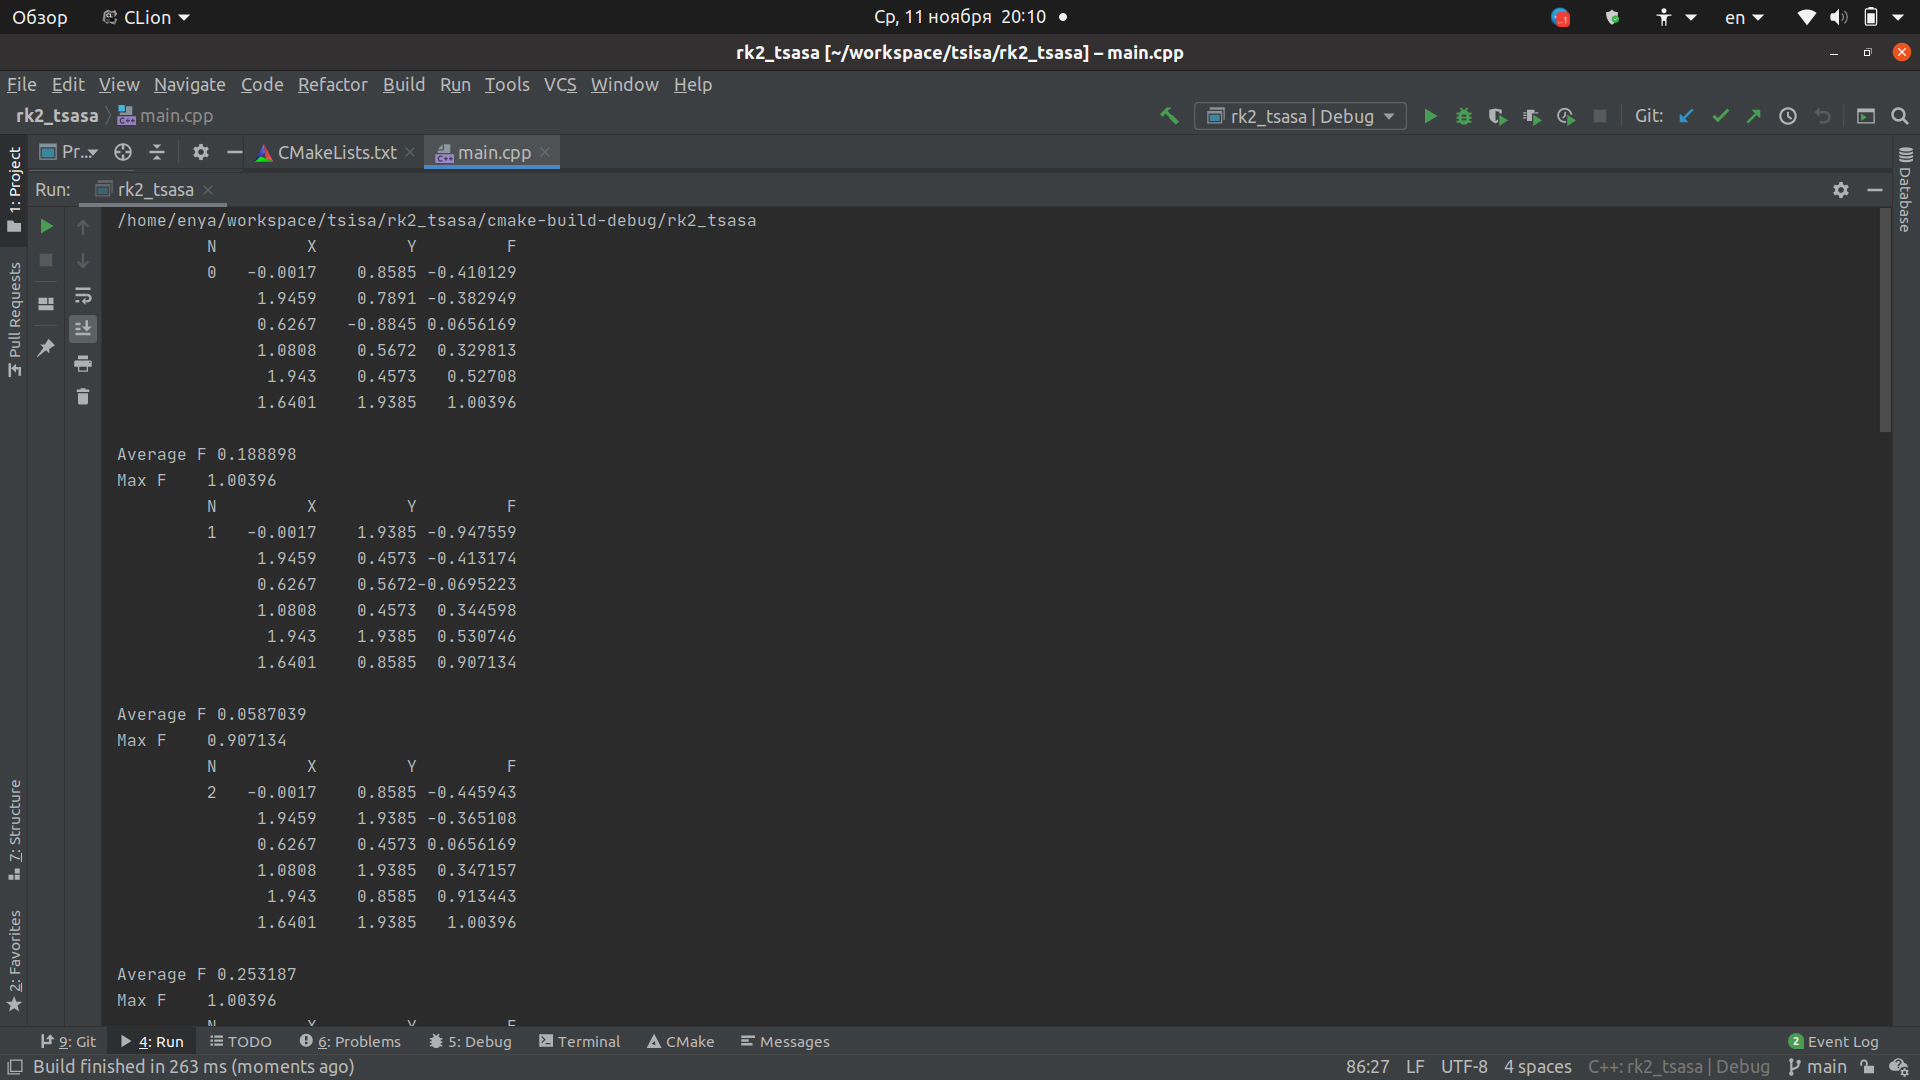 Обзор CLion Ср, 11 ноября 20:10 en
rk2_tsasa [~/workspace/tsisa/rk2_tsasa] – main.cpp
File Edit View Navigate Code Refactor Build Run Tools VCS Window Help
rk2_tsasa main.cpp rk2_tsasa | Debug Git:
1: Project Pr... CMakeLists.txt main.cpp Database
Run: rk2_tsasa
Pull Requests
7: Structure
2: Favorites
/home/enya/workspace/tsisa/rk2_tsasa/cmake-build-debug/rk2_tsasa
N X Y F
0 -0.0017 0.8585 -0.410129
1.9459 0.7891 -0.382949
0.6267 -0.8845 0.0656169
1.0808 0.5672 0.329813
1.943 0.4573 0.52708
1.6401 1.9385 1.00396
Average F 0.188898
Max F 1.00396
N X Y F
1 -0.0017 1.9385 -0.947559
1.9459 0.4573 -0.413174
0.6267 0.5672-0.0695223
1.0808 0.4573 0.344598
1.943 1.9385 0.530746
1.6401 0.8585 0.907134
Average F 0.0587039
Max F 0.907134
N X Y F
2 -0.0017 0.8585 -0.445943
1.9459 1.9385 -0.365108
0.6267 0.4573 0.0656169
1.0808 1.9385 0.347157
1.943 0.8585 0.913443
1.6401 1.9385 1.00396
Average F 0.253187
Max F 1.00396
N X Y F
9: Git 4: Run TODO 6: Problems 5: Debug Terminal CMake Messages 2 Event Log
Build finished in 263 ms (moments ago) 86:27 LF UTF-8 4 spaces C++: rk2_tsasa | Debug main